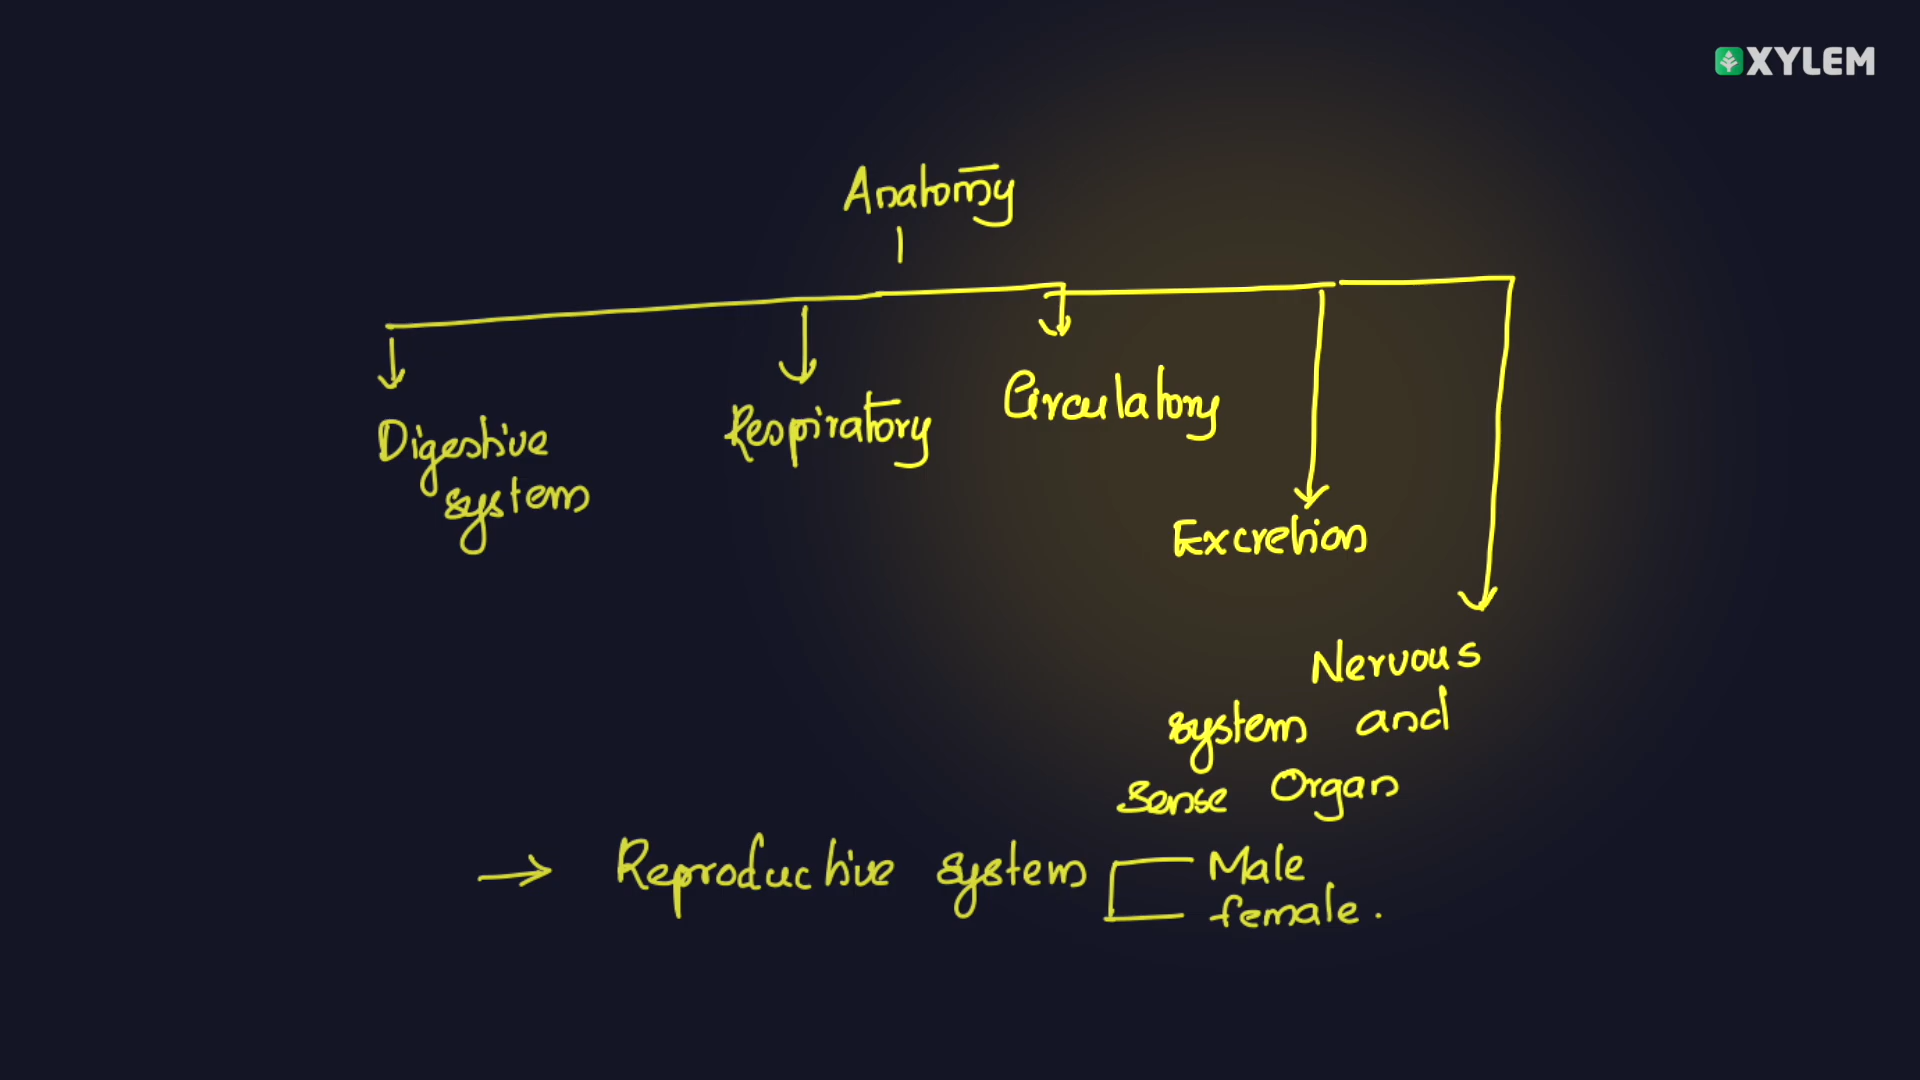 XYLEM
Anatomy
Digestive
system
Respiratory
Circulatory
Excretion
Nervous
system and
Sense Organ
→ Reproductive system
Male
female.